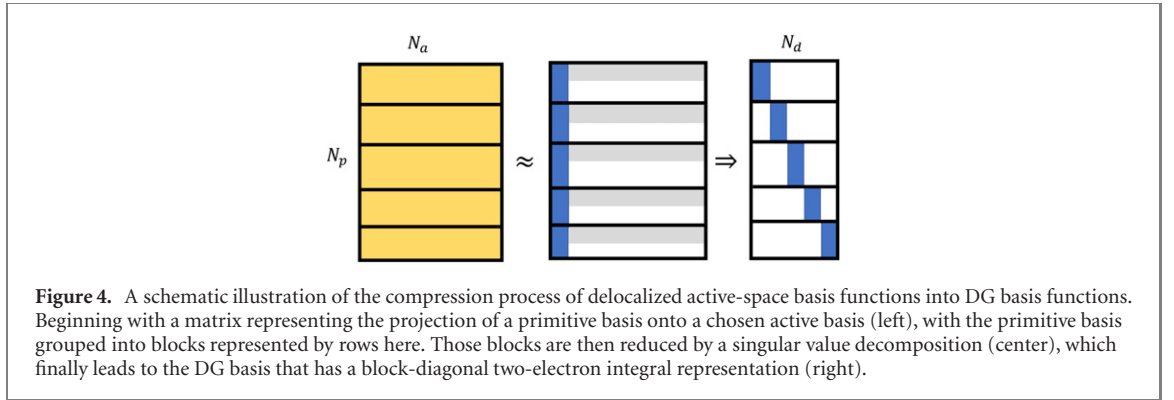 N_a
N_d
N_p
≈
⇒
Figure 4. A schematic illustration of the compression process of delocalized active-space basis functions into DG basis functions.
Beginning with a matrix representing the projection of a primitive basis onto a chosen active basis (left), with the primitive basis
grouped into blocks represented by rows here. Those blocks are then reduced by a singular value decomposition (center), which
finally leads to the DG basis that has a block-diagonal two-electron integral representation (right).